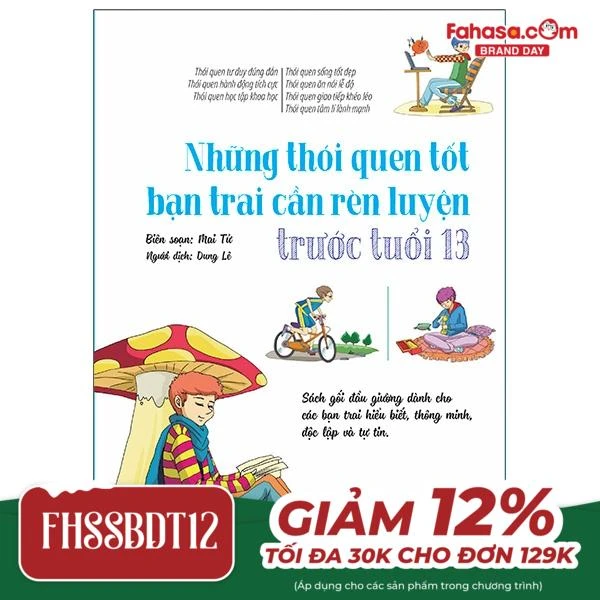 Fahasa.com
BRAND DAY
Thói quen tư duy đúng đắn
Thói quen hành động tích cực
Thói quen học tập khoa học
Thói quen sống tốt đẹp
Thói quen ăn nói lễ độ
Thói quen giao tiếp khéo léo
Thói quen tâm lí lành mạnh
Những thói quen tốt
bạn trai cần rèn luyện
trước tuổi 13
Biên soạn: Mai Tử
Người dịch: Dung Lê
Sách gối đầu giường dành cho
các bạn trai hiểu biết, thông minh,
độc lập và tự tin.
FHSSBDT12
GIẢM 12%
TỐI ĐA 30K CHO ĐƠN 129K
(Áp dụng cho các sản phẩm trong chương trình)